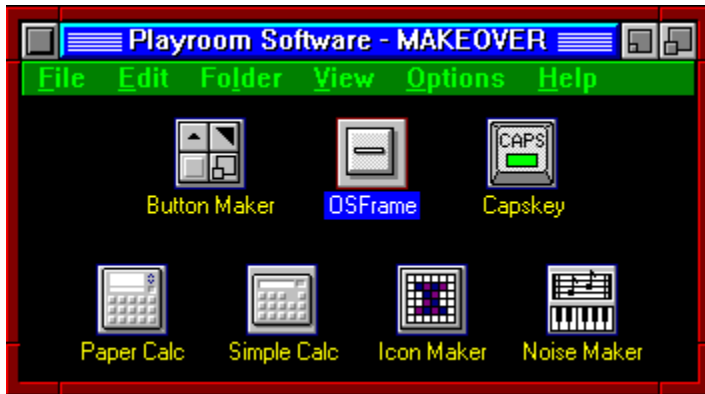 Playroom Software - MAKEOVER
File Edit Folder View Options Help
CAPS
Button Maker OSFrame Capskey
Paper Calc Simple Calc Icon Maker Noise Maker